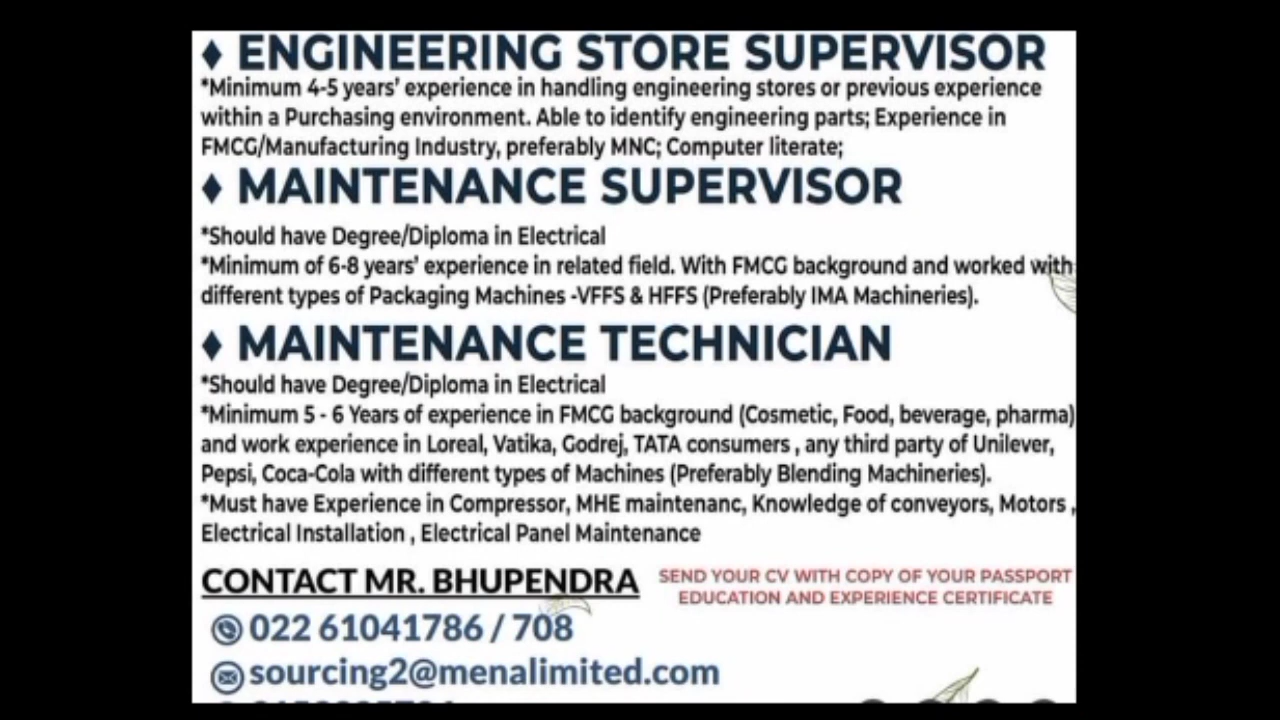 ♦ ENGINEERING STORE SUPERVISOR
*Minimum 4-5 years' experience in handling engineering stores or previous experience
within a Purchasing environment. Able to identify engineering parts; Experience in
FMCG/Manufacturing Industry, preferably MNC; Computer literate;
♦ MAINTENANCE SUPERVISOR
*Should have Degree/Diploma in Electrical
*Minimum of 6-8 years' experience in related field. With FMCG background and worked with
different types of Packaging Machines -VFFS & HFFS (Preferably IMA Machineries).
♦ MAINTENANCE TECHNICIAN
*Should have Degree/Diploma in Electrical
*Minimum 5 - 6 Years of experience in FMCG background (Cosmetic, Food, beverage, pharma)
and work experience in Loreal, Vatika, Godrej, TATA consumers , any third party of Unilever,
Pepsi, Coca-Cola with different types of Machines (Preferably Blending Machineries).
*Must have Experience in Compressor, MHE maintenanc, Knowledge of conveyors, Motors ,
Electrical Installation , Electrical Panel Maintenance
CONTACT MR. BHUPENDRA
SEND YOUR CV WITH COPY OF YOUR PASSPORT
EDUCATION AND EXPERIENCE CERTIFICATE
022 61041786 / 708
sourcing2@menalimited.com